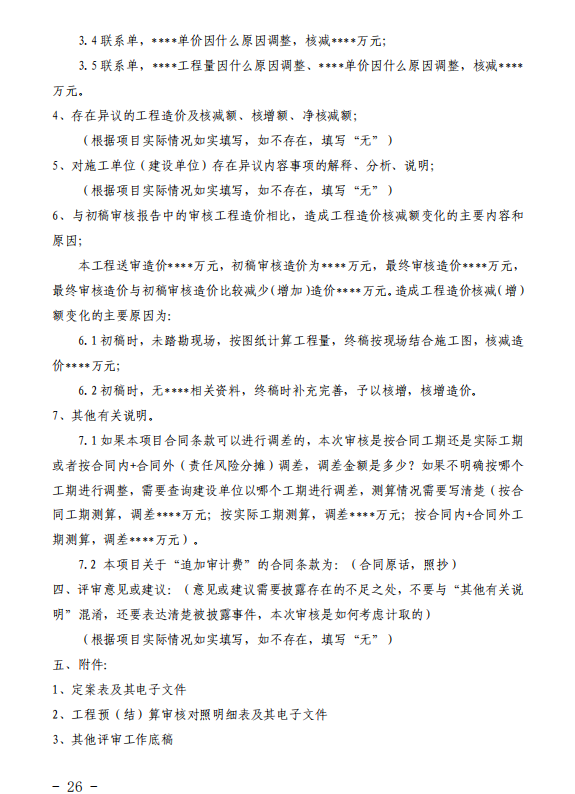 3.4联系单，****单价因什么原因调整，核减****万元；
3.5联系单，****工程量因什么原因调整、****单价因什么原因调整，核减****
万元。
4、存在异议的工程造价及核减额、核增额、净核减额；
（根据项目实际情况如实填写，如不存在，填写“无”）
5、对施工单位（建设单位）存在异议内容事项的解释、分析、说明；
（根据项目实际情况如实填写，如不存在，填写“无”）
6、与初稿审核报告中的审核工程造价相比，造成工程造价核减额变化的主要内容和
原因；
本工程送审造价****万元，初稿审核造价为****万元，最终审核造价****万元，
最终审核造价与初稿审核造价比较减少（增加）造价****万元。造成工程造价核减（增）
额变化的主要原因为：
6.1初稿时，未踏勘现场，按图纸计算工程量，终稿按现场结合施工图，核减造
价****万元；
6.2初稿时，无****相关资料，终稿时补充完善，予以核增，核增造价。
7、其他有关说明。
7.1如果本项目合同条款可以进行调差的，本次审核是按合同工期还是实际工期
或者按合同内+合同外（责任风险分摊）调差，调差金额是多少？如果不明确按哪个
工期进行调整，需要查询建设单位以哪个工期进行调差，测算情况需要写清楚（按合
同工期测算，调差****万元；按实际工期测算，调差****万元；按合同内+合同外工
期测算，调差****万元）。
7.2 本项目关于“追加审计费”的合同条款为：（合同原话，照抄）
四、评审意见或建议：（意见或建议需要披露存在的不足之处，不要与“其他有关说
明”混淆，还要表达清楚被披露事件，本次审核是如何考虑计取的）
（根据项目实际情况如实填写，如不存在，填写“无”）
五、附件：
1、定案表及其电子文件
2、工程预（结）算审核对照明细表及其电子文件
3、其他评审工作底稿
- 26 -